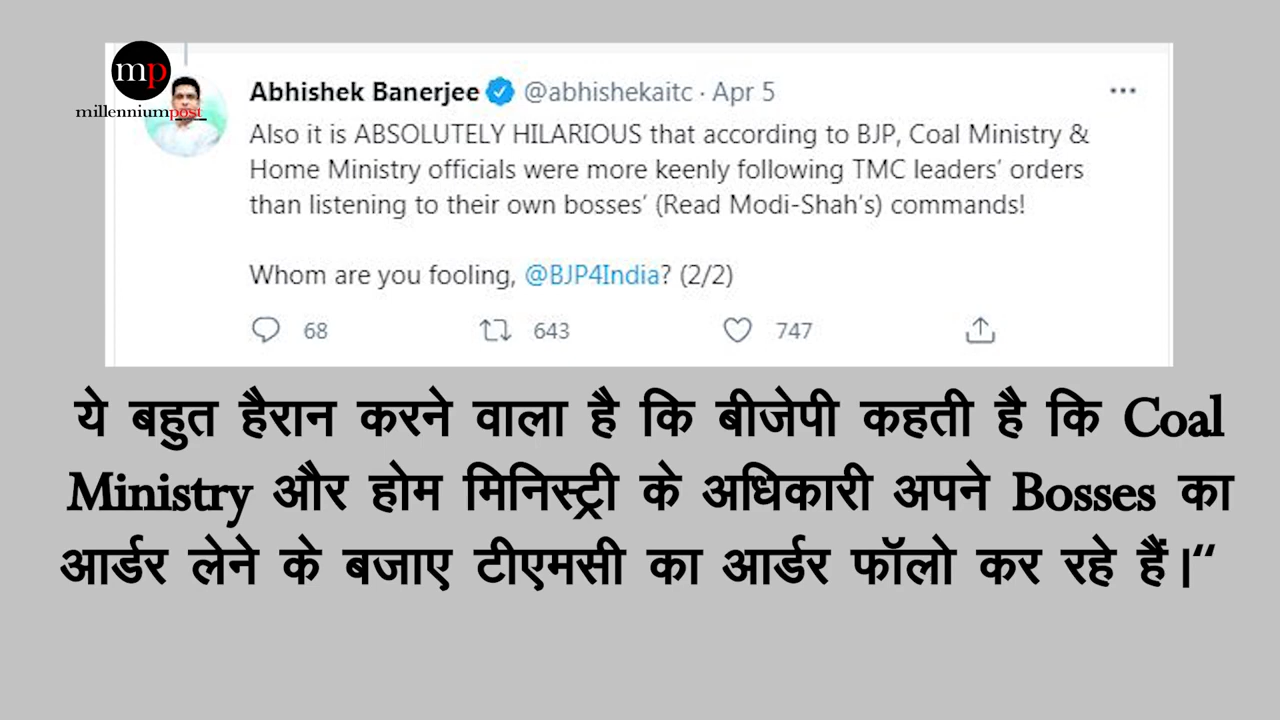 mp
millenniumpost
Abhishek Banerjee @abhishekaitc · Apr 5
Also it is ABSOLUTELY HILARIOUS that according to BJP, Coal Ministry &
Home Ministry officials were more keenly following TMC leaders’ orders
than listening to their own bosses’ (Read Modi-Shah’s) commands!
Whom are you fooling, @BJP4India? (2/2)
68 643 747
ये बहुत हैरान करने वाला है कि बीजेपी कहती है कि Coal
Ministry और होम मिनिस्ट्री के अधिकारी अपने Bosses का
आर्डर लेने के बजाए टीएमसी का आर्डर फॉलो कर रहे हैं।“